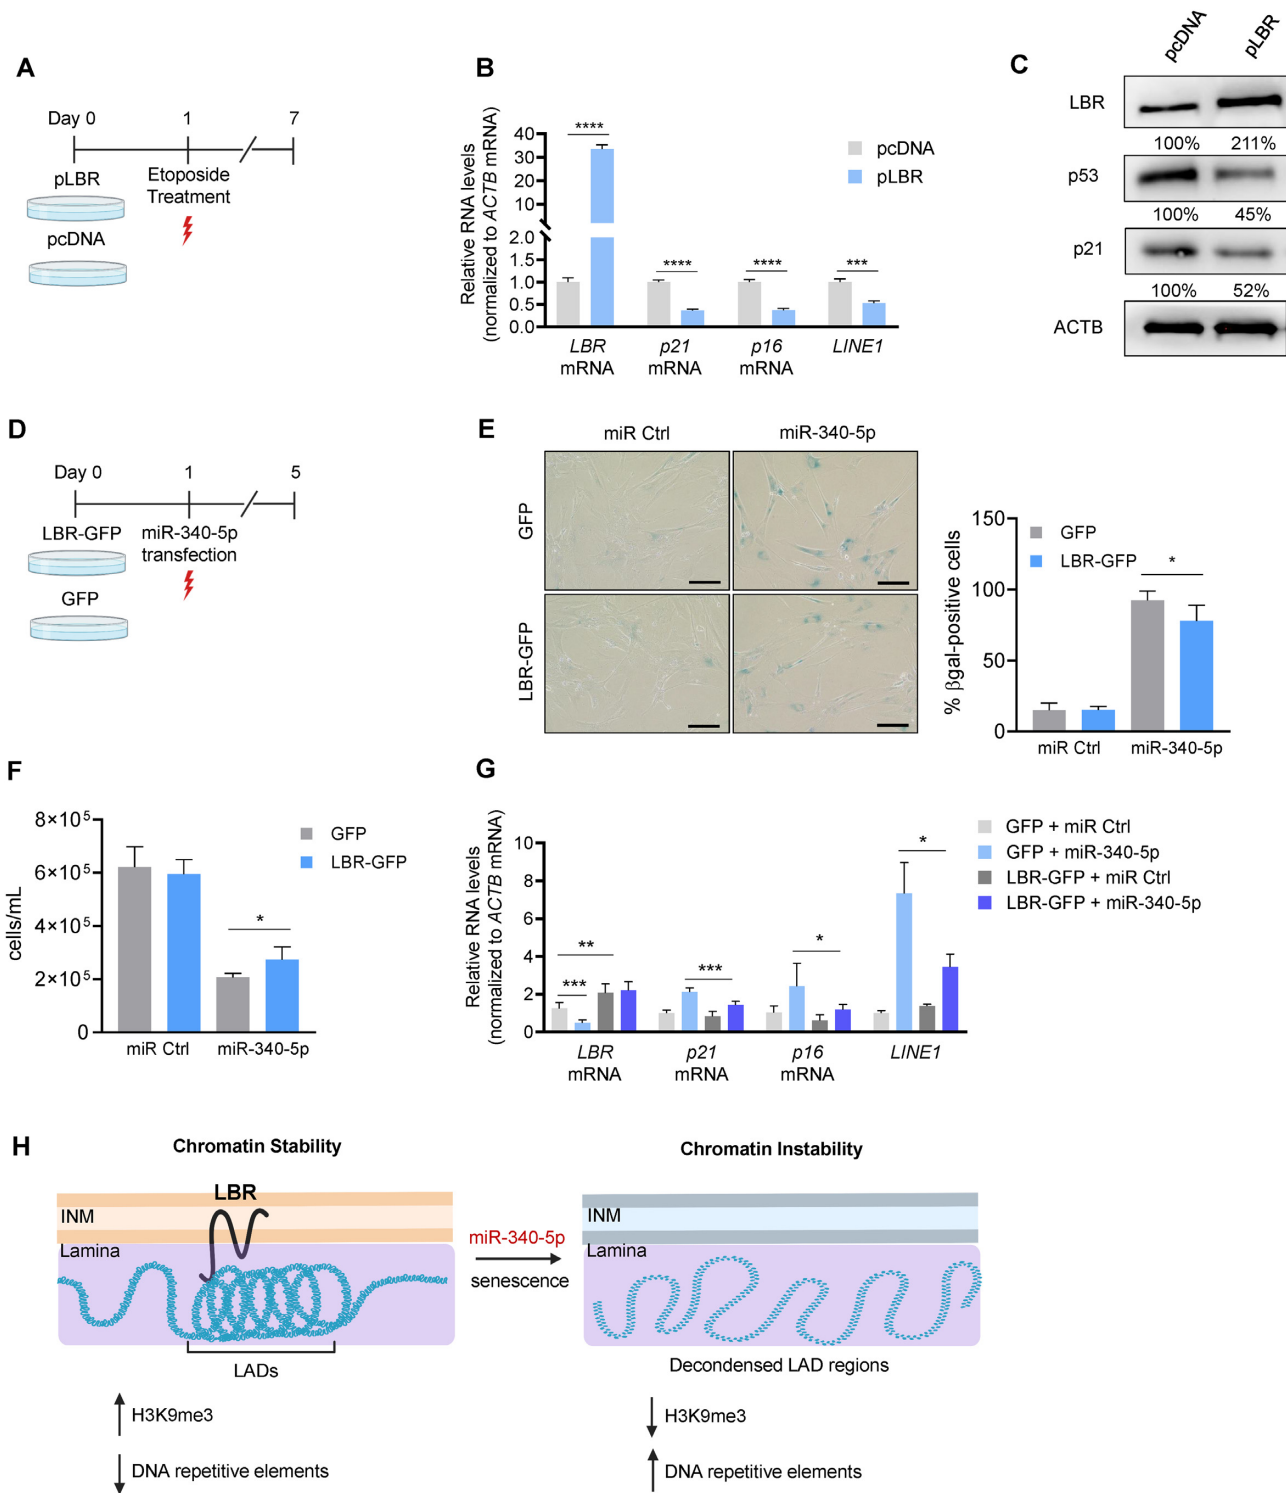 A
Day 0
1
7
pLBR
Etoposide
Treatment
pcDNA
B
Relative RNA levels
(normalized to ACTB mRNA)
40
30
20
10
2.0
1.5
1.0
0.5
0.0
****
****
****
***
pcDNA
pLBR
LBR
mRNA
p21
mRNA
p16
mRNA
LINE1
C
pcDNA
pLBR
LBR
100%
211%
p53
100%
45%
p21
100%
52%
ACTB
D
Day 0
1
5
LBR-GFP
miR-340-5p
transfection
GFP
E
miR Ctrl
miR-340-5p
GFP
LBR-GFP
% βgal-positive cells
150
100
50
0
GFP
LBR-GFP
*
miR Ctrl
miR-340-5p
F
cells/mL
8×10⁵
6×10⁵
4×10⁵
2×10⁵
0
GFP
LBR-GFP
*
miR Ctrl
miR-340-5p
G
Relative RNA levels
(normalized to ACTB mRNA)
10
8
6
4
2
0
**
***
***
*
*
GFP + miR Ctrl
GFP + miR-340-5p
LBR-GFP + miR Ctrl
LBR-GFP + miR-340-5p
LBR
mRNA
p21
mRNA
p16
mRNA
LINE1
H
Chromatin Stability
Chromatin Instability
LBR
INM
Lamina
miR-340-5p
senescence
INM
Lamina
LADs
Decondensed LAD regions
H3K9me3
H3K9me3
DNA repetitive elements
DNA repetitive elements